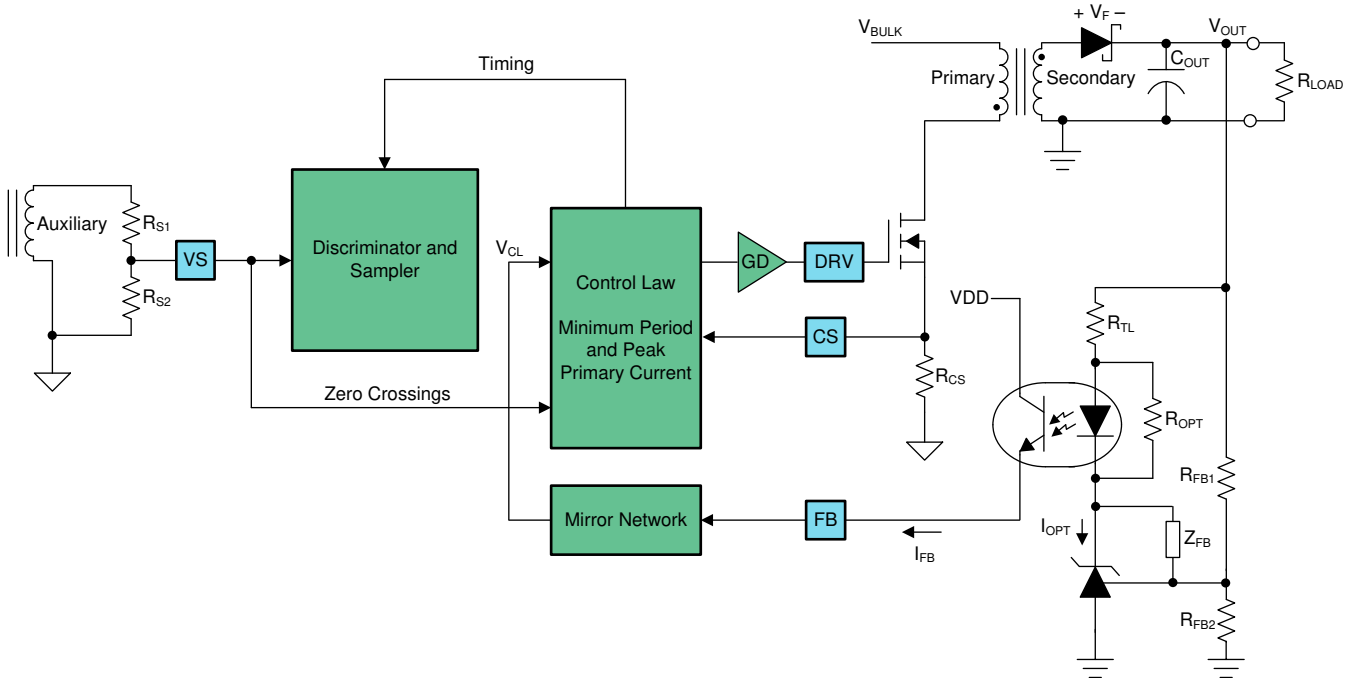 + VF –
VBULK
VOUT
Timing
Primary
Secondary
COUT
RLOAD
Auxiliary
RS1
VS
RS2
Discriminator and
Sampler
VCL
Control Law
Minimum Period
and Peak
Primary Current
GD
DRV
VDD
CS
RTL
RCS
Zero Crossings
ROPT
RFB1
Mirror Network
FB
IFB
IOPT
ZFB
RFB2